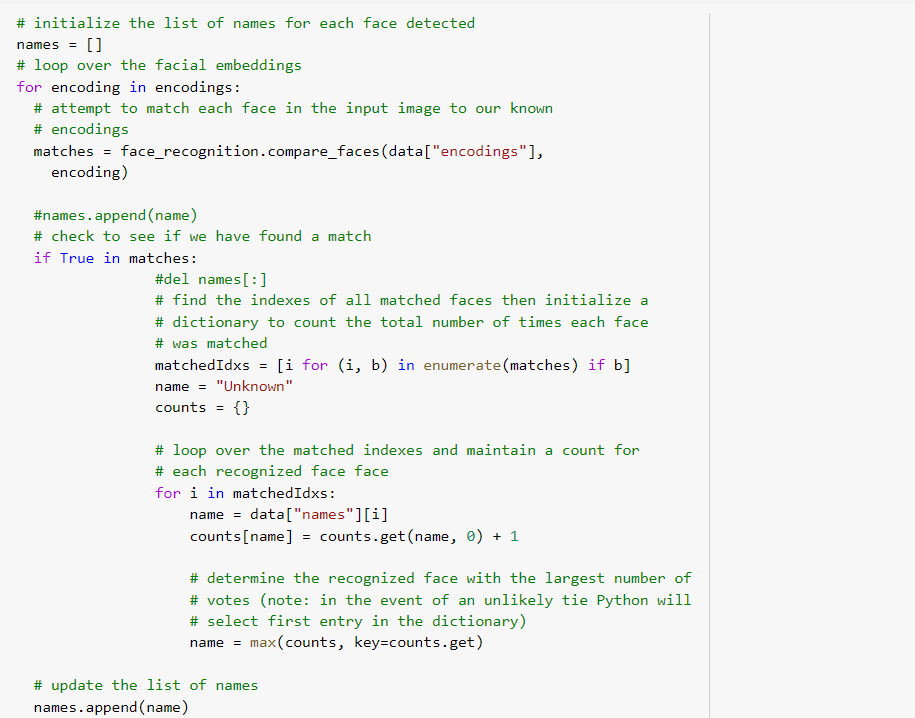 # initialize the list of names for each face detected
names = []
# loop over the facial embeddings
for encoding in encodings:
# attempt to match each face in the input image to our known
# encodings
matches = face_recognition.compare_faces(data["encodings"],
encoding)
#names.append(name)
# check to see if we have found a match
if True in matches:
#del names[:]
# find the indexes of all matched faces then initialize a
# dictionary to count the total number of times each face
# was matched
matchedIdxs = [i for (i, b) in enumerate(matches) if b]
name = "Unknown"
counts = {}
# loop over the matched indexes and maintain a count for
# each recognized face face
for i in matchedIdxs:
name = data["names"][i]
counts[name] = counts.get(name, 0) + 1
# determine the recognized face with the largest number of
# votes (note: in the event of an unlikely tie Python will
# select first entry in the dictionary)
name = max(counts, key=counts.get)
# update the list of names
names.append(name)